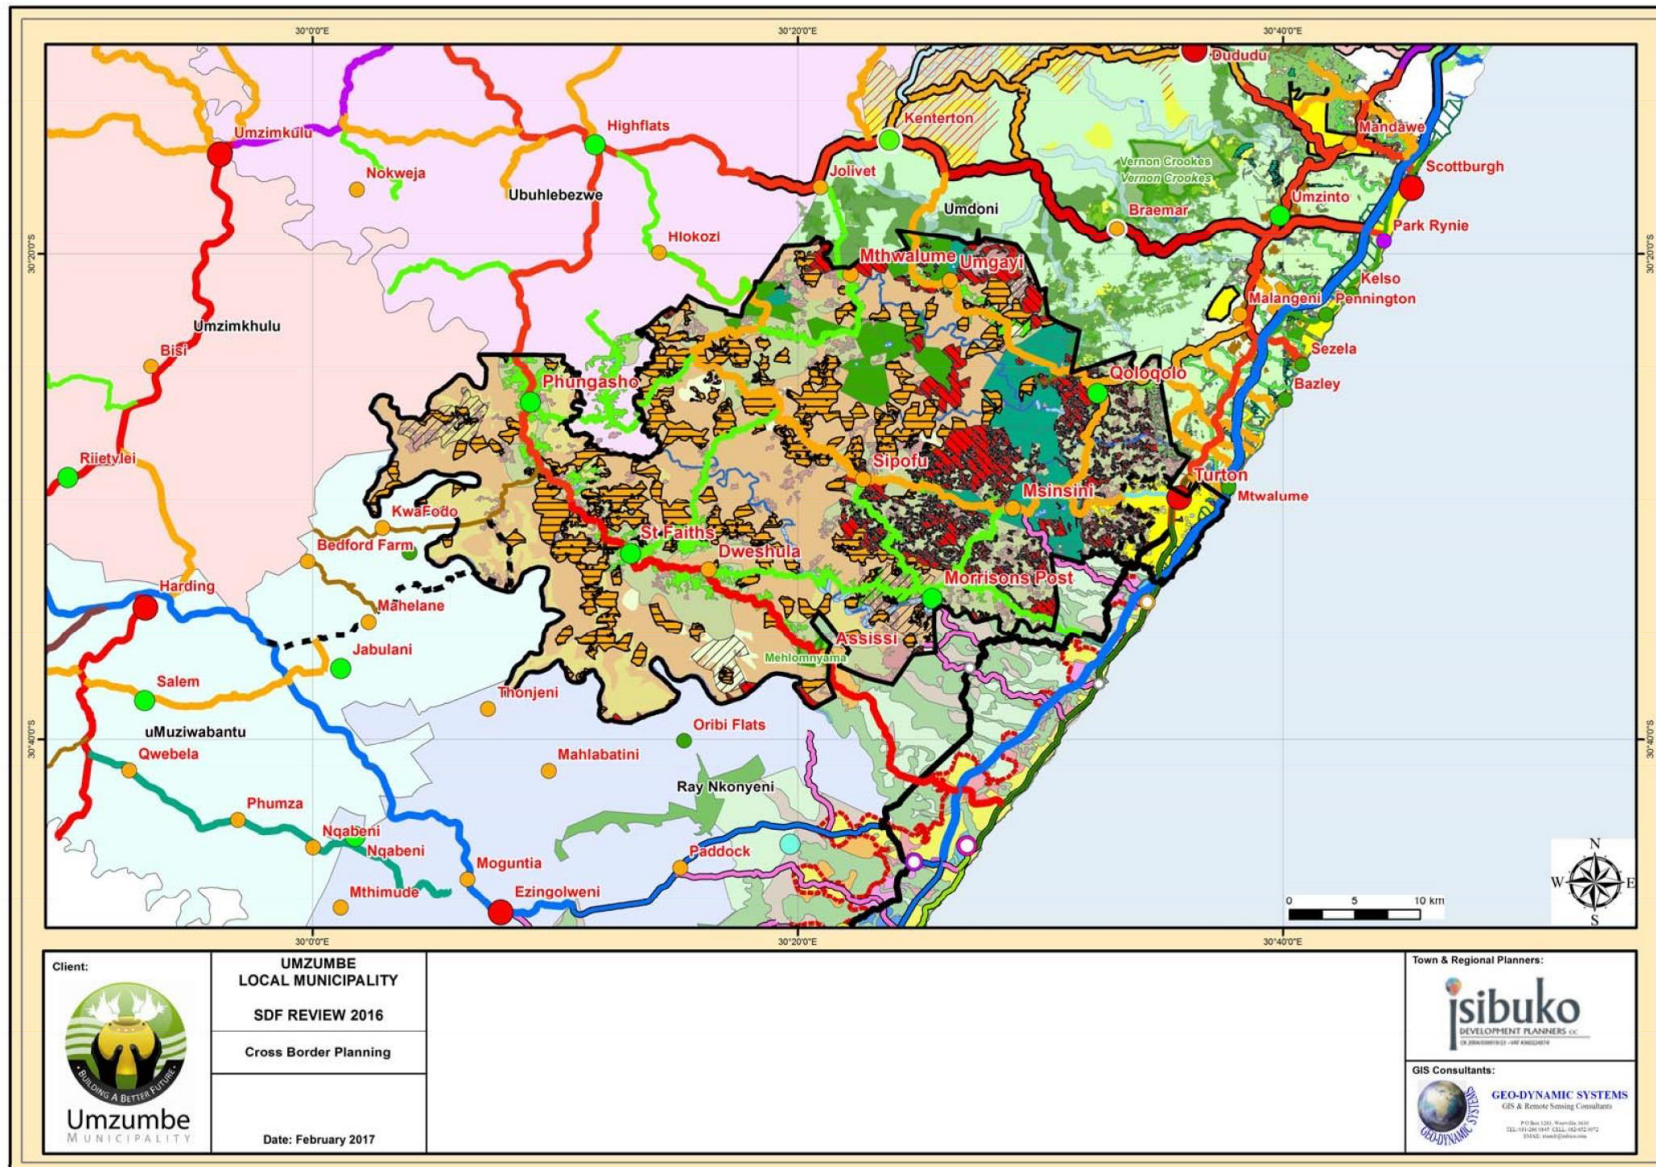 30°0'0"E
30°20'0"E
30°40'0"E
Dududu
Umzimkulu
Highflats
Kenterton
Mandawe
Nokweja
Jolivet
Vernon Crookes
Vernon Crookes
Scottburgh
Ubuhlebezwe
Umdoni
Braemar
Umzinto
Park Rynie
Hlokozi
30°20'0"S
30°20'0"S
Mthwalume
Umgayi
Kelso
Malangeni
Pennington
Umzimkhulu
Bisi
Sezela
Phungasho
Qoloqolo
Bazley
Riietvlei
Sipofu
Turton
Msinsini
Mtwalume
KwaFodo
Bedford Farm
St Faiths
Dweshula
Harding
Morrisons Post
Mahelane
Assissi
Jabulani
Mehlomnyama
Salem
Thonjeni
uMuziwabantu
Oribi Flats
30°40'0"S
30°40'0"S
Qwebela
Mahlabatini
Ray Nkonyeni
Phumza
Nqabeni
Nqabeni
Paddock
Moguntia
Mthimude
Ezingolweni
N
W
E
S
0 5 10 km
30°0'0"E
30°20'0"E
30°40'0"E
Client:
BUILDING A BETTER FUTURE
Umzumbe
MUNICIPALITY
UMZUMBE
LOCAL MUNICIPALITY
SDF REVIEW 2016
Cross Border Planning
Date: February 2017
Town & Regional Planners:
isibuko
DEVELOPMENT PLANNERS CC
GIS Consultants:
GEO-DYNAMIC SYSTEMS
GEO-DYNAMIC SYSTEMS
GIS & Remote Sensing Consultants